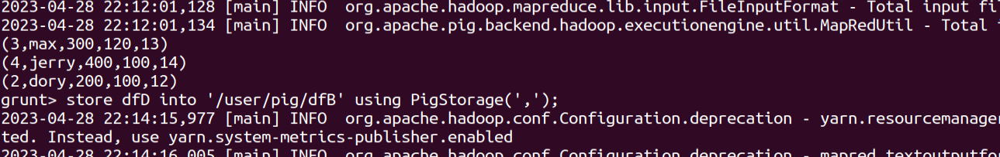 2023-04-28 22:12:01,128 [main] INFO  org.apache.hadoop.mapreduce.lib.input.FileInputFormat - Total input fil
2023-04-28 22:12:01,134 [main] INFO  org.apache.pig.backend.hadoop.executionengine.util.MapRedUtil - Total i
(3,max,300,120,13)
(4,jerry,400,100,14)
(2,dory,200,100,12)
grunt> store dfD into '/user/pig/dfB' using PigStorage(',');
2023-04-28 22:14:15,977 [main] INFO  org.apache.hadoop.conf.Configuration.deprecation - yarn.resourcemanager
ted. Instead, use yarn.system-metrics-publisher.enabled
2023-04-28 22:14:16,005 [main] INFO  org.apache.hadoop.conf.Configuration.deprecation - mapred.textoutputfo